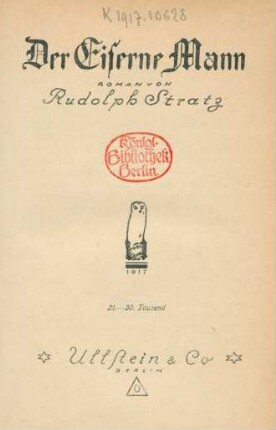 K 1917. 10628
Der Eiserne Mann
ROMAN VON
Rudolph Stratz
Königl.
Bibliothek
Berlin.
1917
21.—30. Tausend
Ullstein & Co
BERLIN